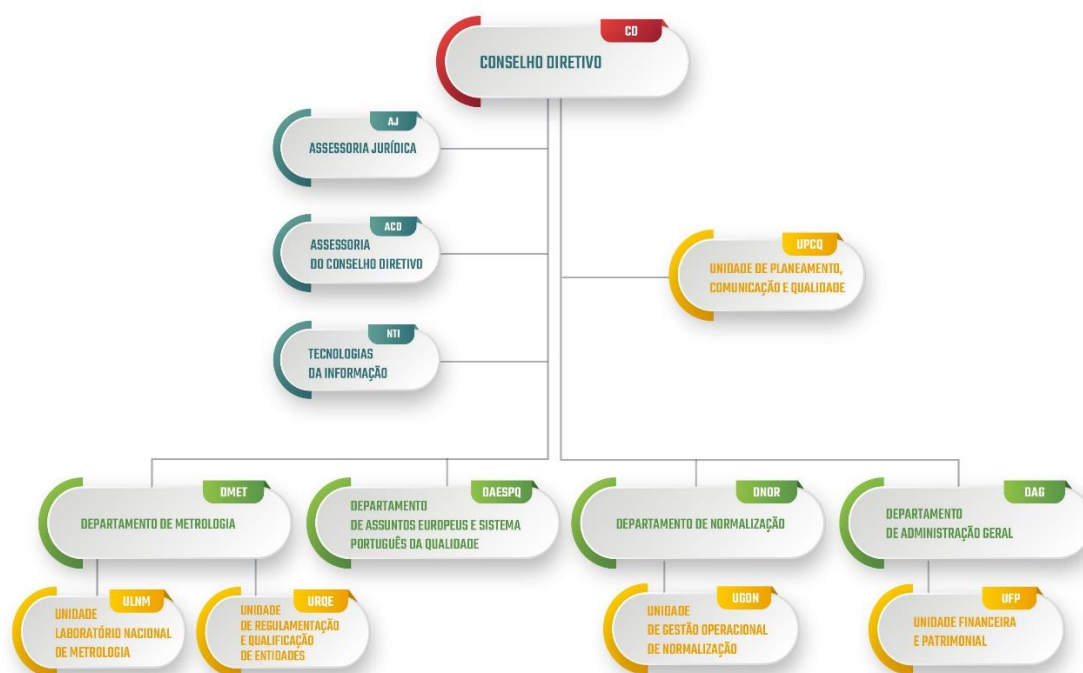 CD
CONSELHO DIRETIVO
AJ
ASSESSORIA JURÍDICA
ACD
ASSESSORIA
DO CONSELHO DIRETIVO
UPCQ
UNIDADE DE PLANEAMENTO,
COMUNICAÇÃO E QUALIDADE
NTI
TECNOLOGIAS
DA INFORMAÇÃO
DMET
DEPARTAMENTO DE METROLOGIA
DAESPQ
DEPARTAMENTO
DE ASSUNTOS EUROPEUS E SISTEMA
PORTUGUÊS DA QUALIDADE
DNOR
DEPARTAMENTO DE NORMALIZAÇÃO
DAG
DEPARTAMENTO
DE ADMINISTRAÇÃO GERAL
ULNM
UNIDADE
LABORATÓRIO NACIONAL
DE METROLOGIA
URQE
UNIDADE
DE REGULAMENTAÇÃO
E QUALIFICAÇÃO
DE ENTIDADES
UGON
UNIDADE
DE GESTÃO OPERACIONAL
DE NORMALIZAÇÃO
UFP
UNIDADE FINANCEIRA
E PATRIMONIAL